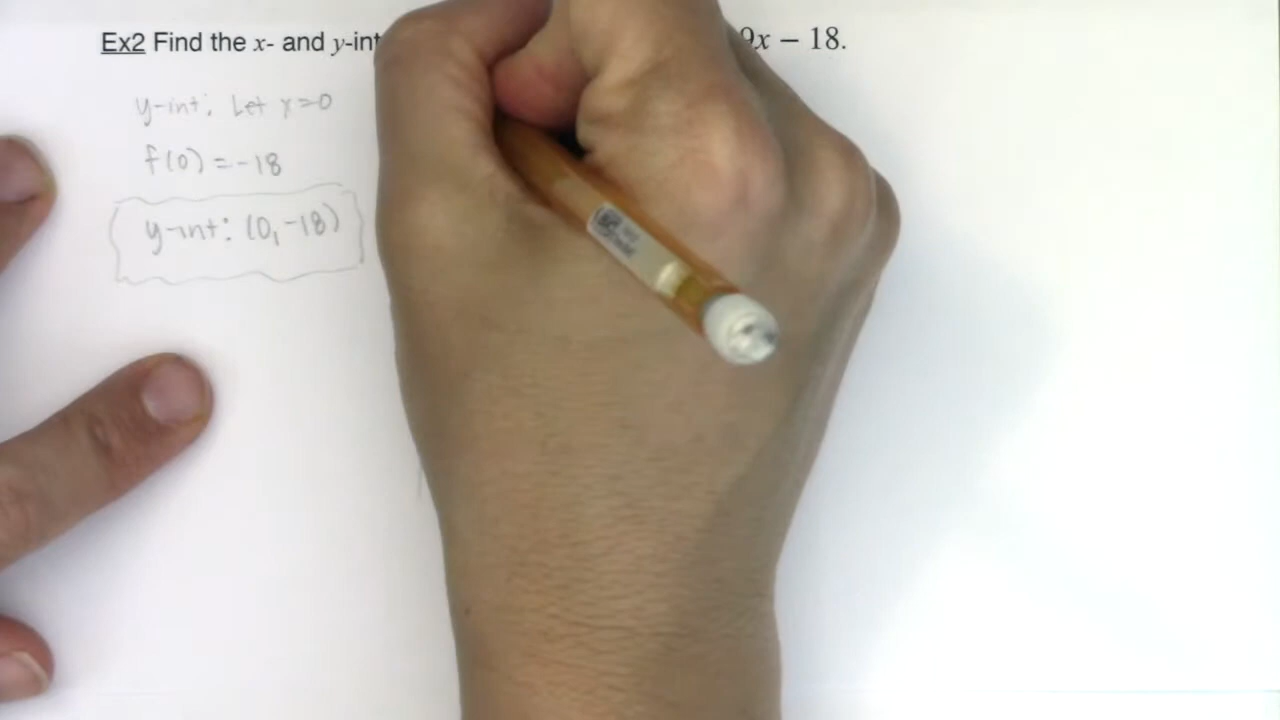 Ex2 Find the x- and y-int 9x − 18.
y-int: Let x=0
f(0) = -18
y-int: (0,-18)